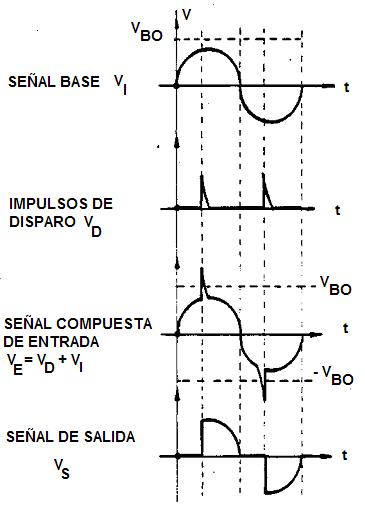 V
V BO
SEÑAL BASE V I
t
IMPULSOS DE
DISPARO V D
t
V BO
SEÑAL COMPUESTA
DE ENTRADA
V E = V D + V I
t
- V BO
SEÑAL DE SALIDA
V S
t